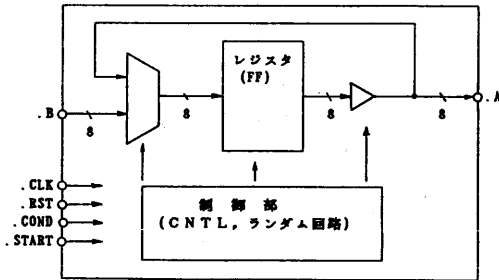 レジスタ
(FF)
.B
8
8
8
8
.A
.CLK
.RST
.COND
.START
制 御 部
(CNTL, ランダム回路)